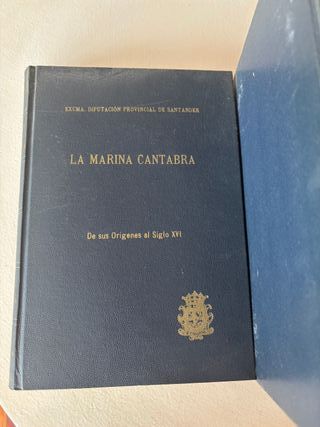 EXCMA. DIPUTACIÓN PROVINCIAL DE SANTANDER
LA MARINA CANTABRA
De sus Orígenes al Siglo XVI